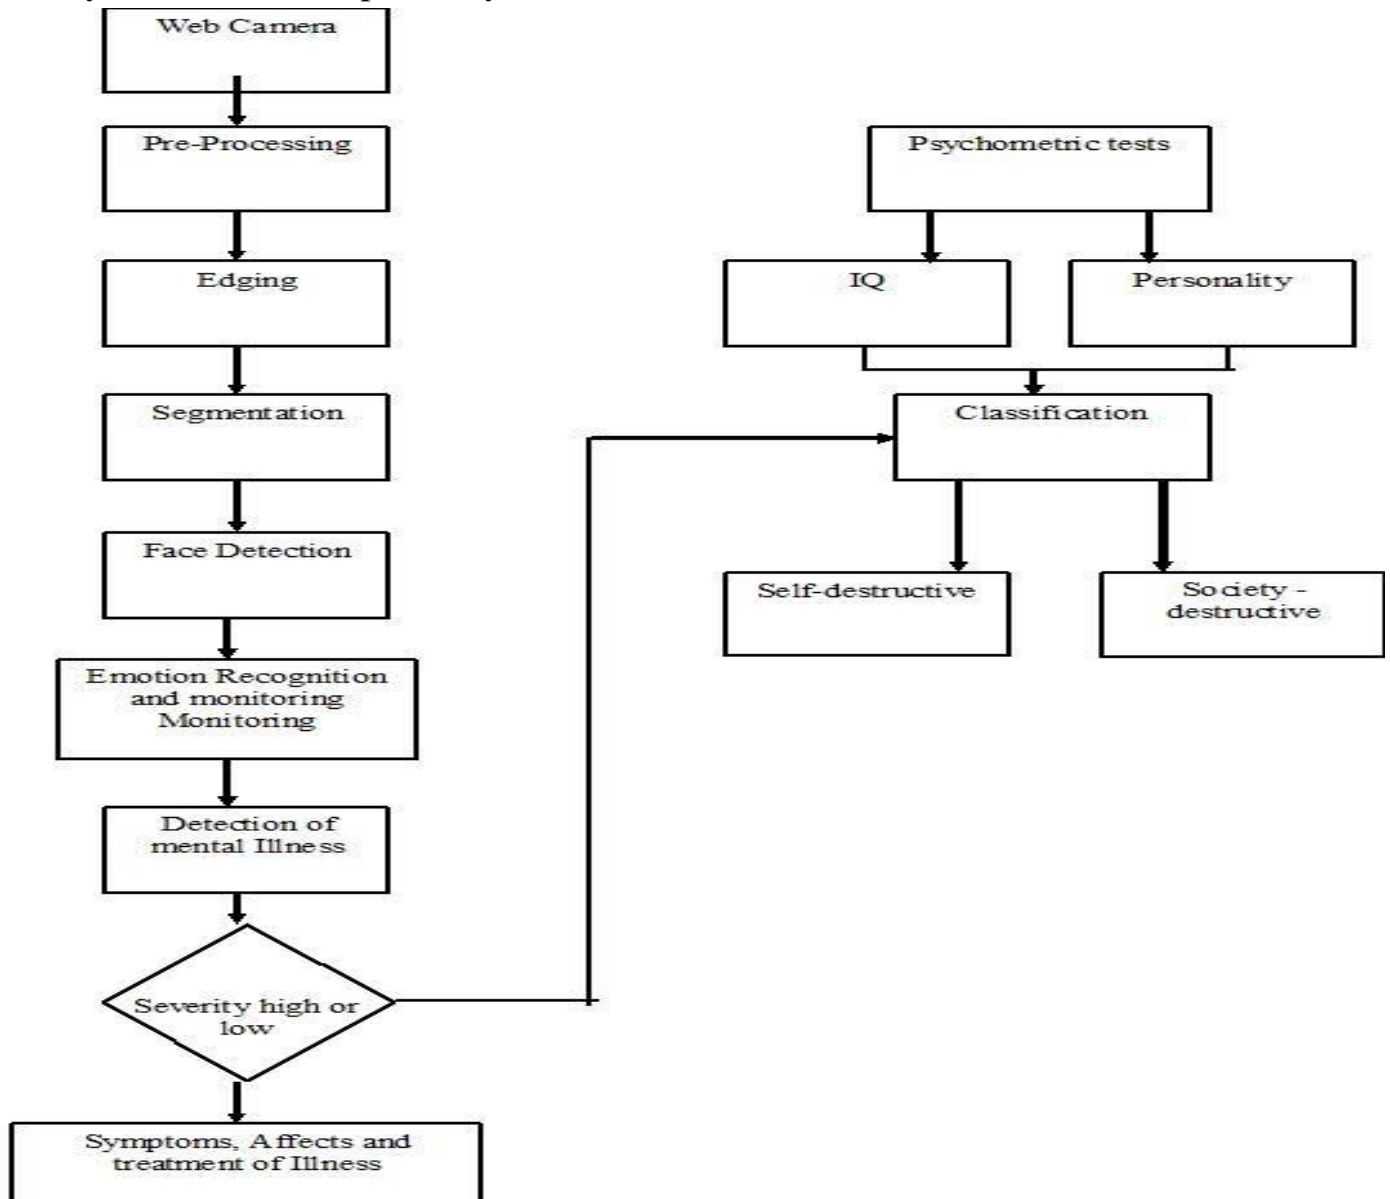 Web Camera
Pre-Processing
Psychometric tests
Edging
IQ
Personality
Segmentation
Classification
Face Detection
Self-destructive
Society -
destructive
Emotion Recognition
and monitoring
Monitoring
Detection of
mental Illness
Severity high or
low
Symptoms, Affects and
treatment of Illness